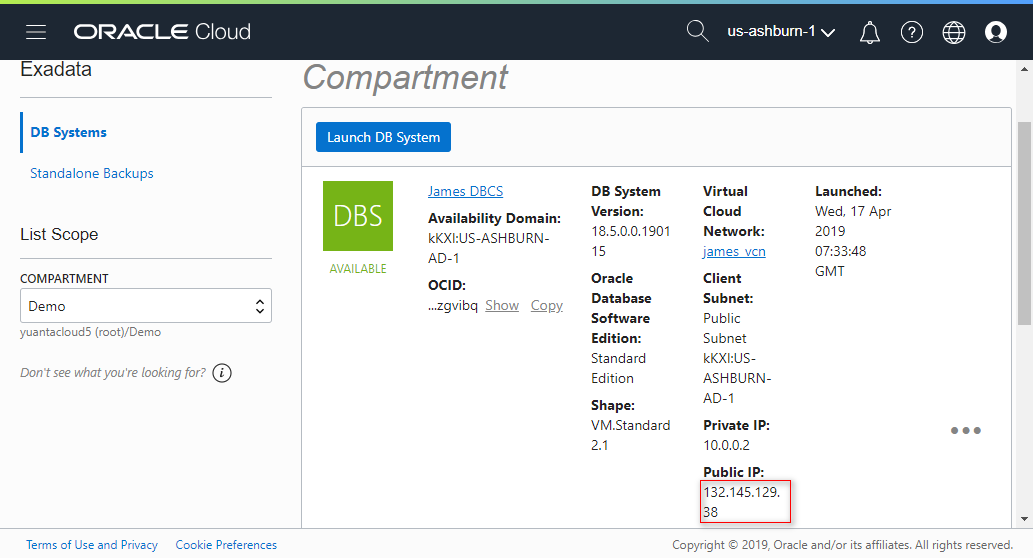 ORACLE Cloud
us-ashburn-1
Exadata
DB Systems
Standalone Backups
List Scope
COMPARTMENT
Demo
yuantacloud5 (root)/Demo
Don't see what you're looking for?
Compartment
Launch DB System
DBS
AVAILABLE
James DBCS
Availability Domain:
kKXI:US-ASHBURN-
AD-1
OCID:
...zgvibq Show Copy
DB System
Version:
18.5.0.0.1901
15
Oracle
Database
Software
Edition:
Standard
Edition
Shape:
VM.Standard
2.1
Virtual
Cloud
Network:
james_vcn
Client
Subnet:
Public
Subnet
kKXI:US-
ASHBURN-
AD-1
Private IP:
10.0.0.2
Public IP:
132.145.129.
38
Launched:
Wed, 17 Apr
2019
07:33:48
GMT
Terms of Use and Privacy Cookie Preferences
Copyright © 2019, Oracle and/or its affiliates. All rights reserved.